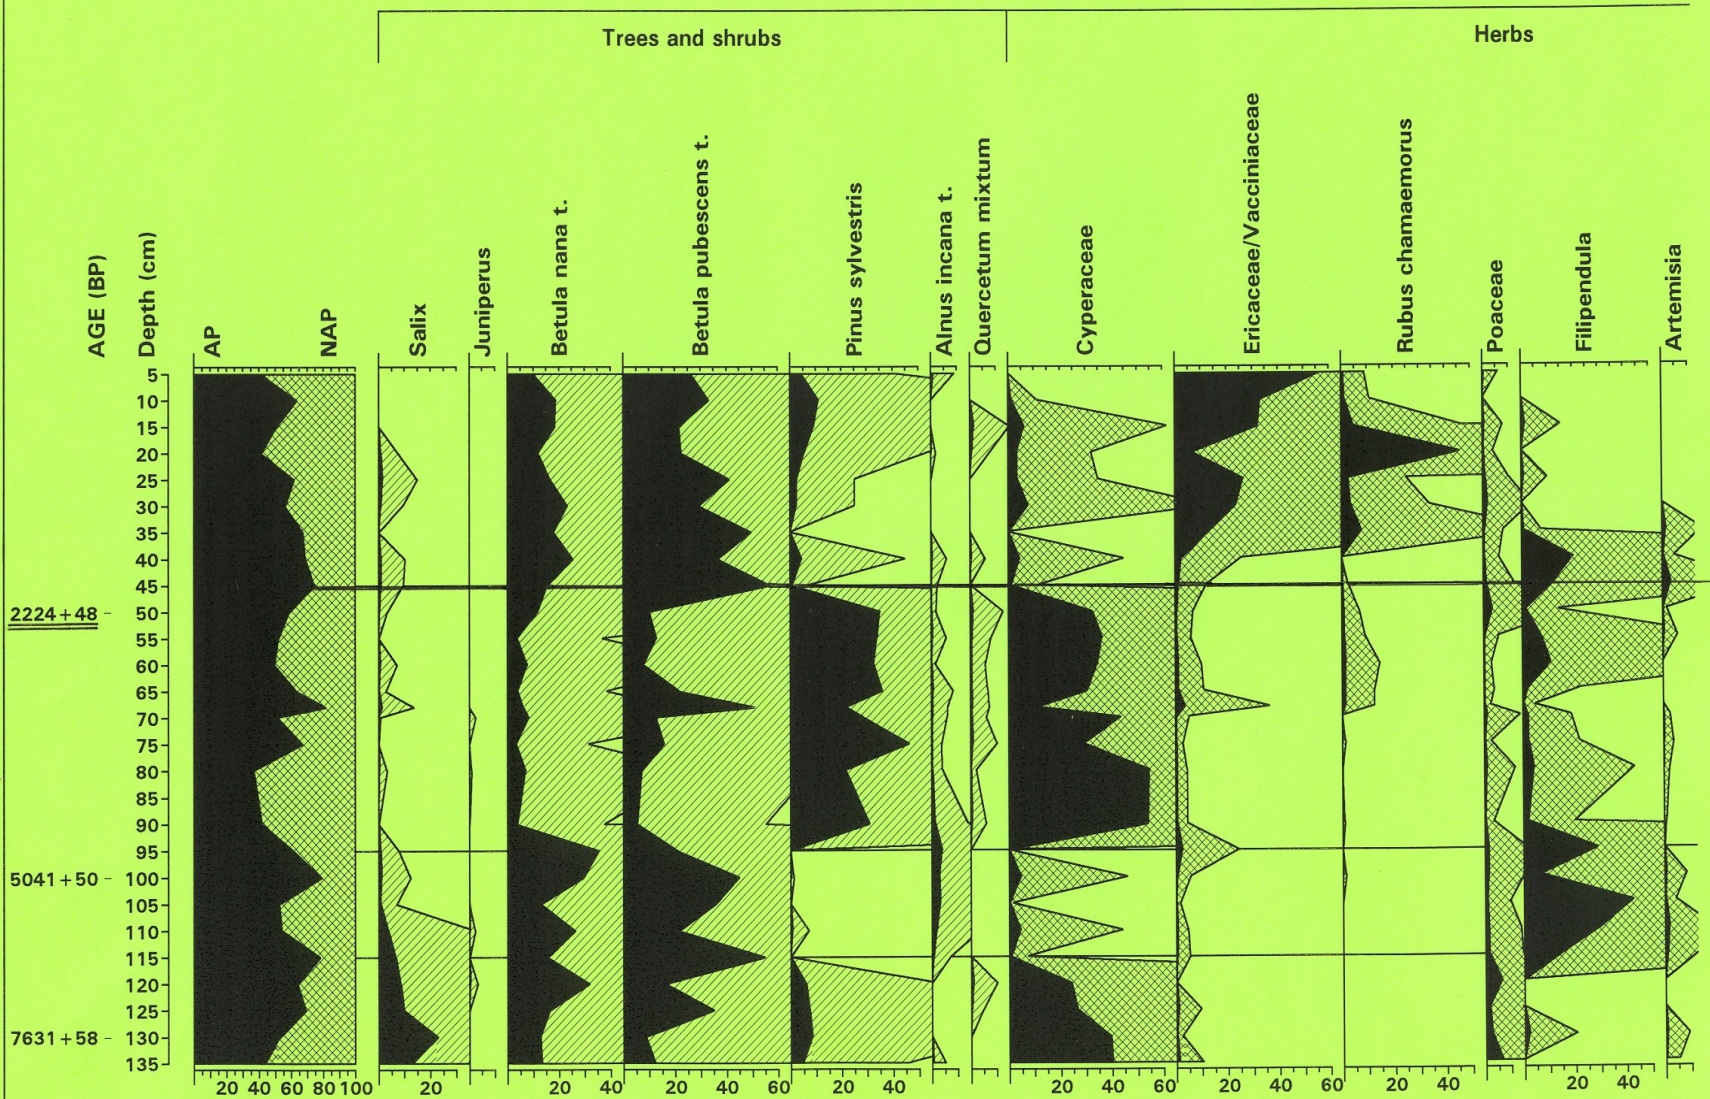 Trees and shrubs
Herbs
AGE (BP)
Depth (cm)
AP
NAP
Salix
Juniperus
Betula nana t.
Betula pubescens t.
Pinus sylvestris
Alnus incana t.
Quercetum mixtum
Cyperaceae
Ericaceae/Vacciniaceae
Rubus chamaemorus
Poaceae
Filipendula
Artemisia
5
10
15
20
25
30
35
40
45
2224+48 50
55
60
65
70
75
80
85
90
95
5041+50 100
105
110
115
120
125
7631+58 130
135
20 40 60 80 100 20 20 40 20 40 60 20 40 20 40 60 20 40 60 20 40 20 40